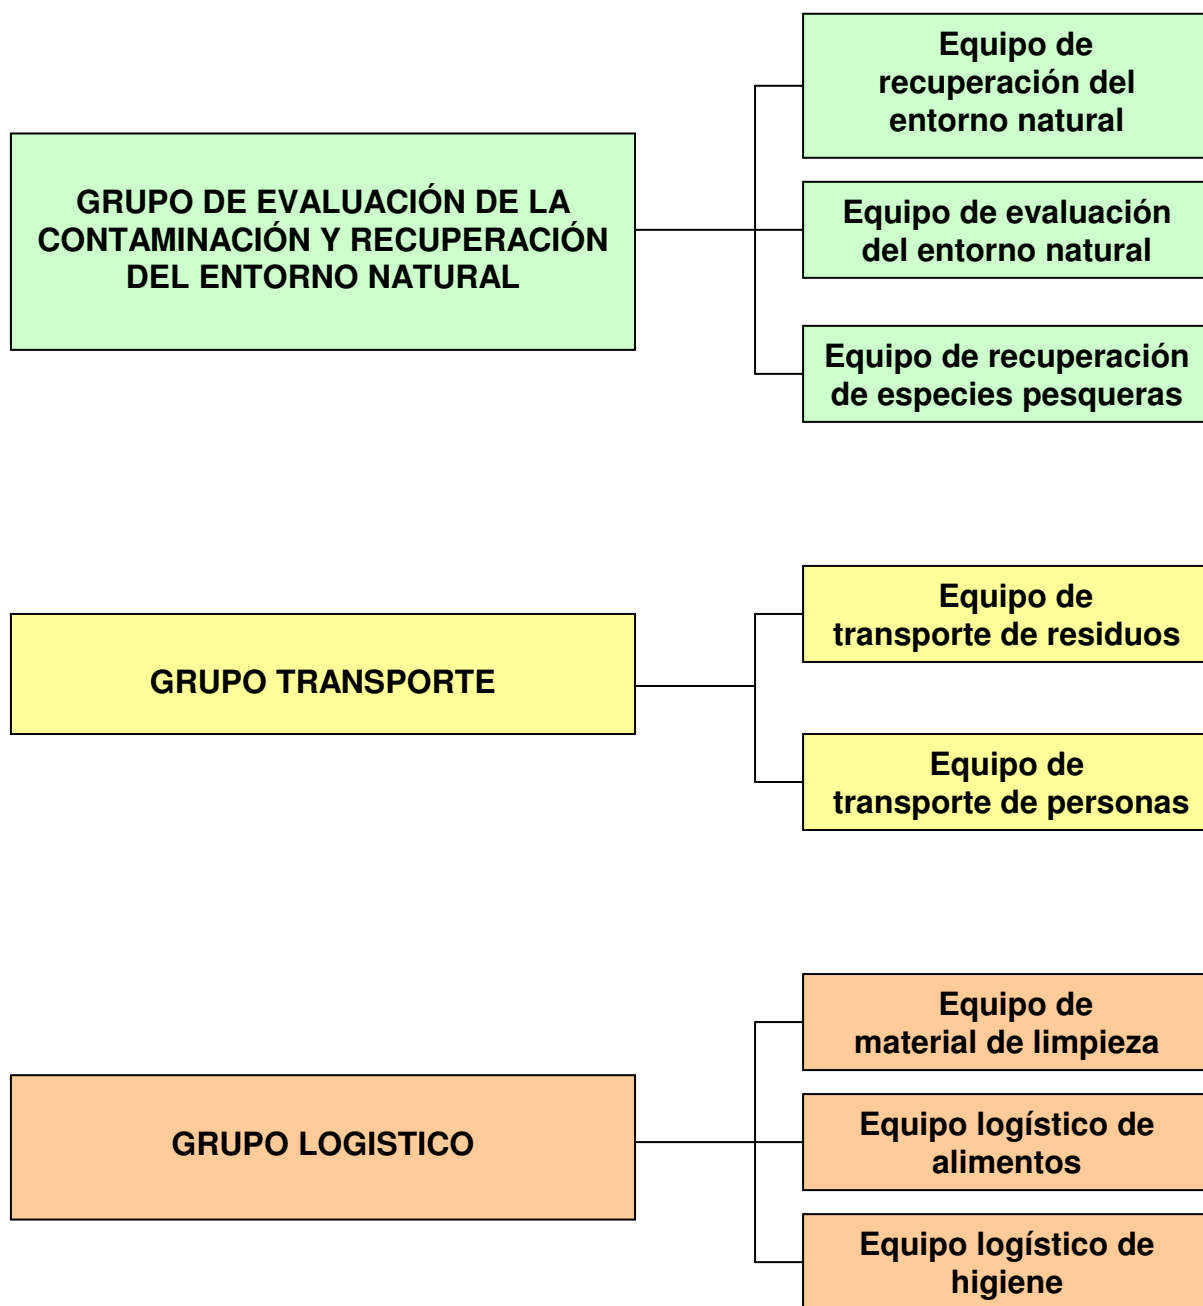 Equipo de
recuperación del
entorno natural
GRUPO DE EVALUACIÓN DE LA
CONTAMINACIÓN Y RECUPERACIÓN
DEL ENTORNO NATURAL
Equipo de evaluación
del entorno natural
Equipo de recuperación
de especies pesqueras
GRUPO TRANSPORTE
Equipo de
transporte de residuos
Equipo de
transporte de personas
GRUPO LOGISTICO
Equipo de
material de limpieza
Equipo logístico de
alimentos
Equipo logístico de
higiene